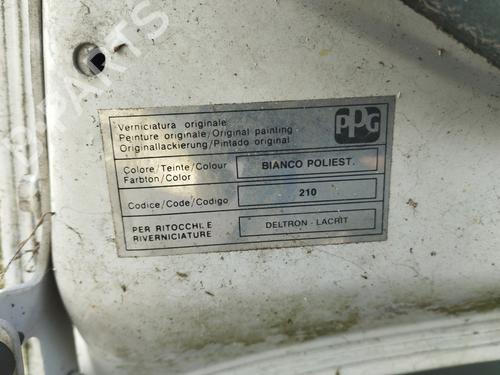 Verniciatura originale
Peinture originale/Original painting
Originallackierung/Pintado original
PPG
Colore/Teinte/Colour
Farbton/Color
BIANCO POLIEST.
Codice/Code/Codigo
210
PER RITOCCHI E
RIVERNICIATURE
DELTRON - LACRIT